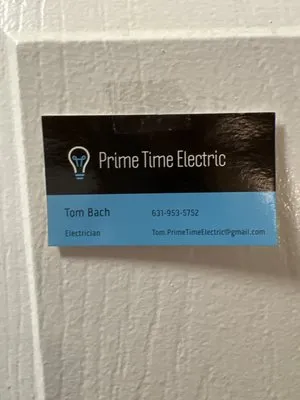 Prime Time Electric
Tom Bach 631-953-5752
Electrician Tom.PrimeTimeElectric@gmail.com